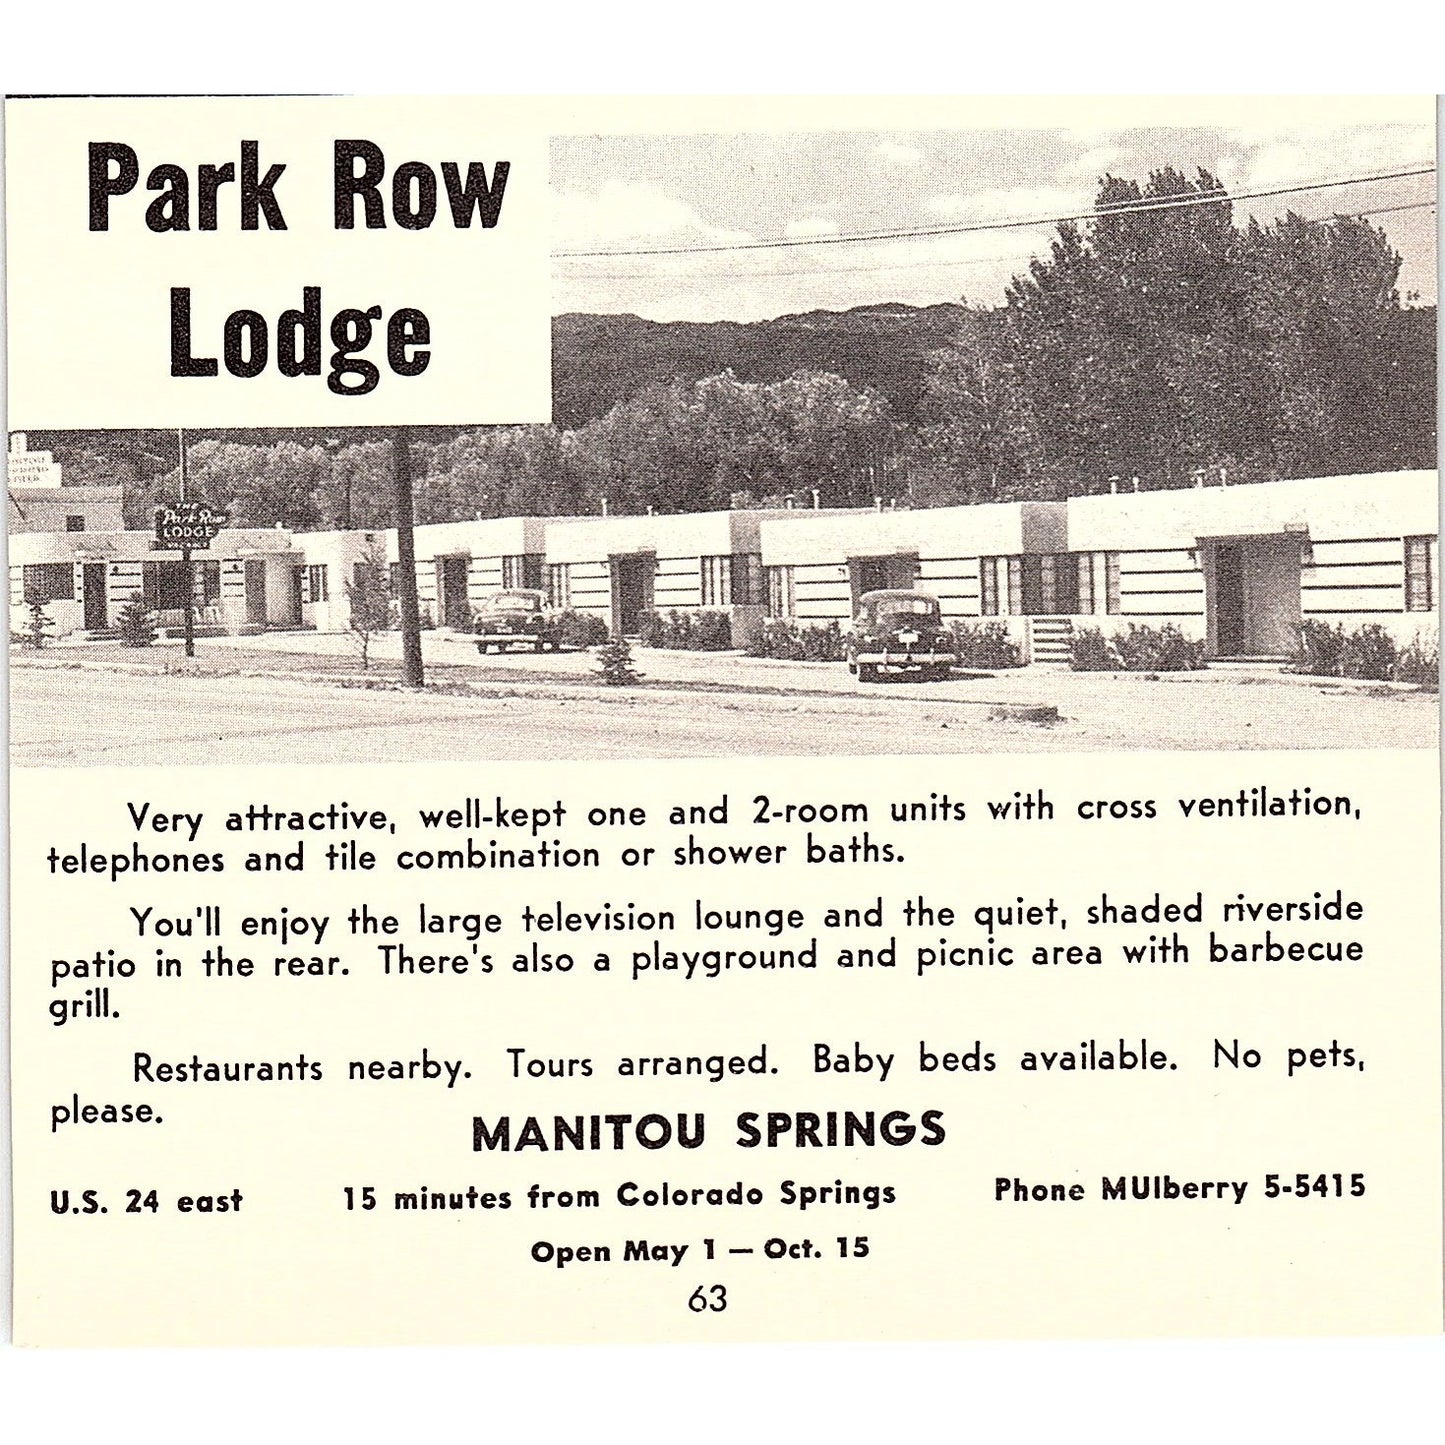 Park Row
Lodge
THE
Park Row
LODGE
Very attractive, well-kept one and 2-room units with cross ventilation,
telephones and tile combination or shower baths.
You'll enjoy the large television lounge and the quiet, shaded riverside
patio in the rear. There's also a playground and picnic area with barbecue
grill.
Restaurants nearby. Tours arranged. Baby beds available. No pets,
please.
MANITOU SPRINGS
U.S. 24 east 15 minutes from Colorado Springs Phone MUlberry 5-5415
Open May 1 — Oct. 15
63